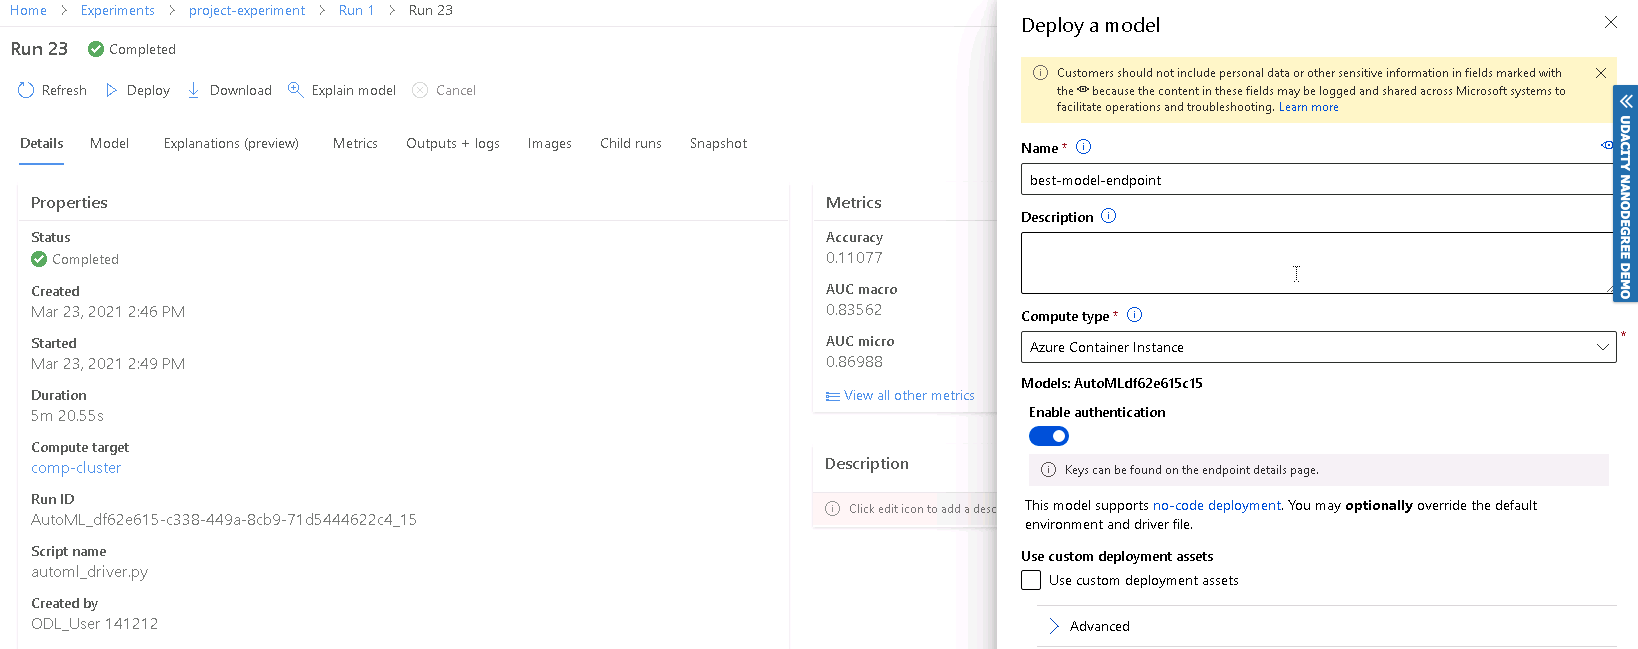 Home > Experiments > project-experiment > Run 1 > Run 23
Run 23 Completed
Refresh Deploy Download Explain model Cancel
Details Model Explanations (preview) Metrics Outputs + logs Images Child runs Snapshot
Properties
Status
Completed
Created
Mar 23, 2021 2:46 PM
Started
Mar 23, 2021 2:49 PM
Duration
5m 20.55s
Compute target
comp-cluster
Run ID
AutoML_df62e615-c338-449a-8cb9-71d5444622c4_15
Script name
automl_driver.py
Created by
ODL_User 141212
Metrics
Accuracy
0.11077
AUC macro
0.83562
AUC micro
0.86988
View all other metrics
Description
Click edit icon to add a desc
Deploy a model
Customers should not include personal data or other sensitive information in fields marked with
the because the content in these fields may be logged and shared across Microsoft systems to
facilitate operations and troubleshooting. Learn more
Name *
best-model-endpoint
Description
Compute type *
Azure Container Instance
*
Models: AutoMLdf62e615c15
Enable authentication
Keys can be found on the endpoint details page.
This model supports no-code deployment. You may optionally override the default
environment and driver file.
Use custom deployment assets
Use custom deployment assets
Advanced
UDACITY NANODEGREE DEMO